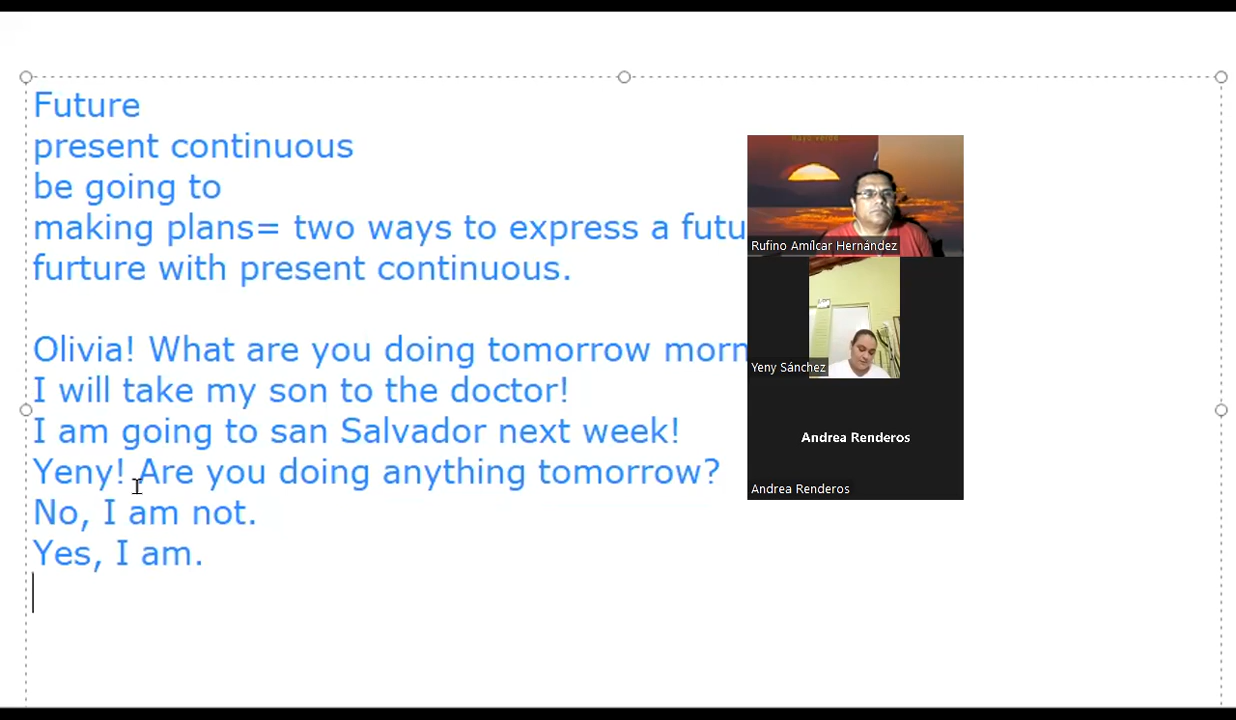 Future
present continuous
be going to
making plans= two ways to express a futu
furture with present continuous.
Olivia! What are you doing tomorrow morn
I will take my son to the doctor!
I am going to san Salvador next week!
Yeny! Are you doing anything tomorrow?
No, I am not.
Yes, I am.
Rufino Amílcar Hernández
Yeny Sánchez
Andrea Renderos
Andrea Renderos